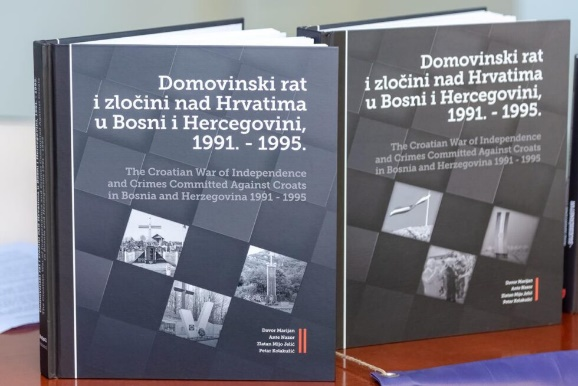 Domovinski rat
i zločini nad Hrvatima
u Bosni i Hercegovini,
1991. - 1995.
The Croatian War of Independence
and Crimes Committed Against Croats
in Bosnia and Herzegovina 1991 - 1995
Davor Marijan
Ante Nazor
Zlatan Mijo Jelić
Petar Kolakušić
Domovinski rat
i zločini nad Hrvatima
u Bosni i Hercegovini,
1991. - 1995.
The Croatian War of Independence
and Crimes Committed Against Croats
in Bosnia and Herzegovina 1991 - 1995
Davor Marijan
Ante Nazor
Zlatan Mijo Jelić
Petar Kolakušić